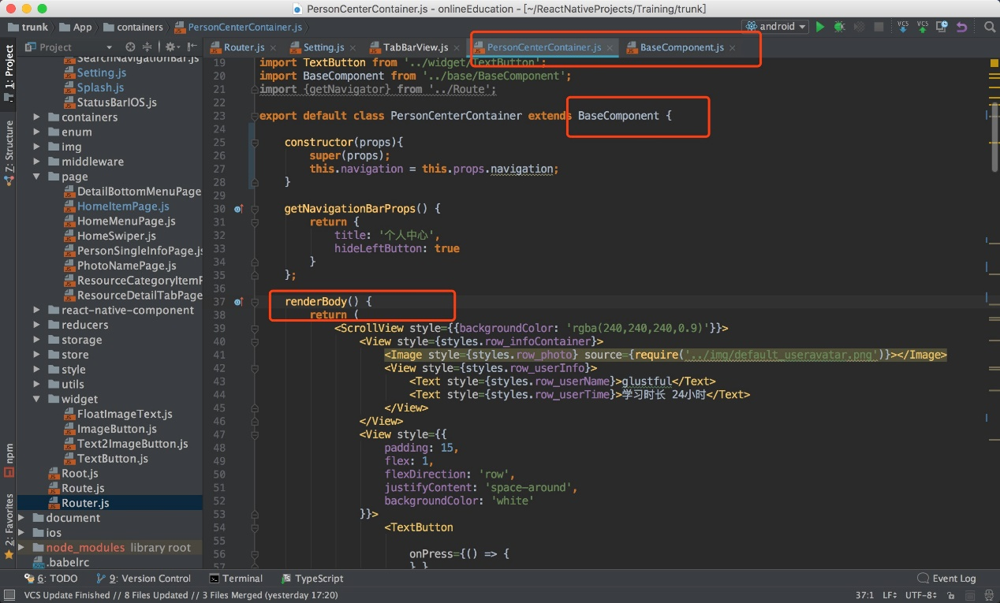 PersonCenterContainer.js - onlineEducation - [~/ReactNativeProjects/Training/trunk]
trunk App containers PersonCenterContainer.js android VCS VCS
Project Router.js Setting.js TabBarView.js PersonCenterContainer.js BaseComponent.js
1: Project
Z: Structure
npm
2: Favorites
SearchNavigationBar.js
Setting.js
Splash.js
StatusBarIOS.js
containers
enum
img
middleware
page
DetailBottomMenuPage
HomeItemPage.js
HomeMenuPage.js
HomeSwiper.js
PersonSingleInfoPage.js
PhotoNamePage.js
ResourceCategoryItemP
ResourceDetailTabPage
react-native-component
reducers
storage
store
style
utils
widget
FloatImageText.js
ImageButton.js
Text2ImageButton.js
TextButton.js
Root.js
Route.js
Router.js
document
ios
node_modules library root
.babelrc
19 import TextButton from '../widget/TextButton';
20 import BaseComponent from '../base/BaseComponent';
21 import {getNavigator} from '../Route';
22
23 export default class PersonCenterContainer extends BaseComponent {
24
25 constructor(props){
26 super(props);
27 this.navigation = this.props.navigation;
28 }
29
30 getNavigationBarProps() {
31 return {
32 title: '个人中心',
33 hideLeftButton: true
34 }
35 };
36
37 renderBody() {
38 return (
39 <ScrollView style={{backgroundColor: 'rgba(240,240,240,0.9)'}}>
40 <View style={styles.row_infoContainer}>
41 <Image style={styles.row_photo} source={require('../img/default_useravatar.png')}></Image>
42 <View style={styles.row_userInfo}>
43 <Text style={styles.row_userName}>glustful</Text>
44 <Text style={styles.row_userTime}>学习时长 24小时</Text>
45 </View>
46 </View>
47 <View style={{
48 padding: 15,
49 flex: 1,
50 flexDirection: 'row',
51 justifyContent: 'space-around',
52 backgroundColor: 'white'
53 }}>
54 <TextButton
55
56 onPress={() => {
57 } }
6: TODO 9: Version Control Terminal TypeScript Event Log
VCS Update Finished // 8 Files Updated // 3 Files Merged (yesterday 17:20) 37:1 LF UTF-8